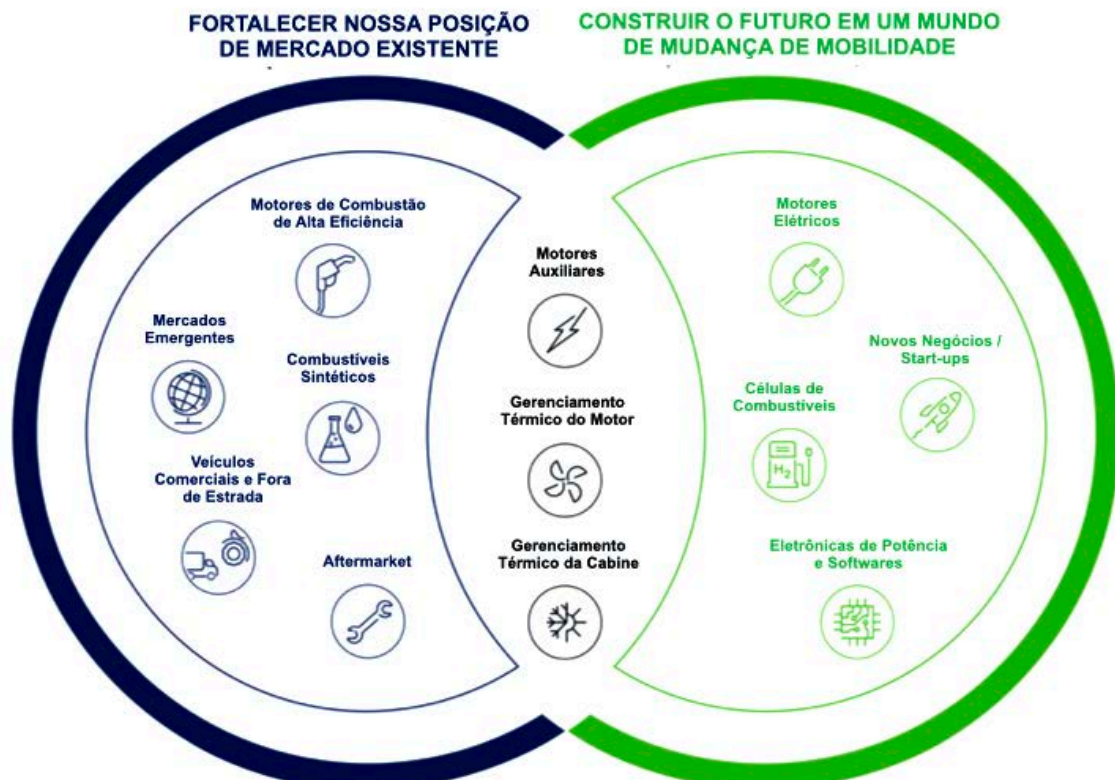 FORTALECER NOSSA POSIÇÃO
DE MERCADO EXISTENTE
CONSTRUIR O FUTURO EM UM MUNDO
DE MUDANÇA DE MOBILIDADE
Motores de Combustão
de Alta Eficiência
Mercados
Emergentes
Combustíveis
Sintéticos
Veículos
Comerciais e Fora
de Estrada
Aftermarket
Motores
Auxiliares
Gerenciamento
Térmico do Motor
Gerenciamento
Térmico da Cabine
Motores
Elétricos
Novos Negócios /
Start-ups
Células de
Combustíveis
H2
Eletrônicas de Potência
e Softwares